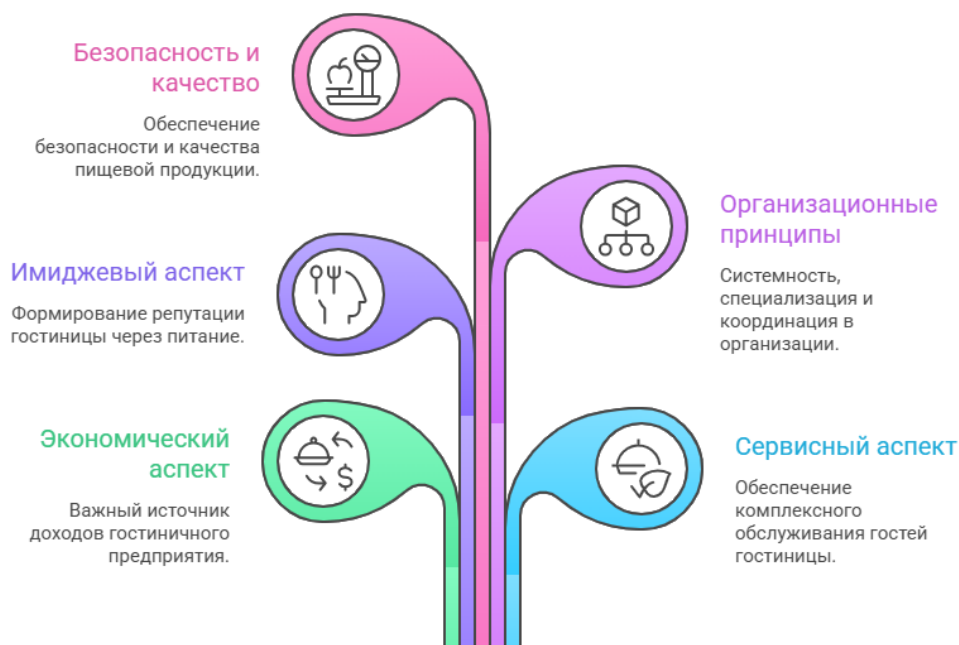 Безопасность и
качество
Обеспечение
безопасности и качества
пищевой продукции.
Организационные
принципы
Системность,
специализация и
координация в
организации.
Имиджевый аспект
Формирование репутации
гостиницы через питание.
Экономический
аспект
Важный источник
доходов гостиничного
предприятия.
Сервисный аспект
Обеспечение
комплексного
обслуживания гостей
гостиницы.